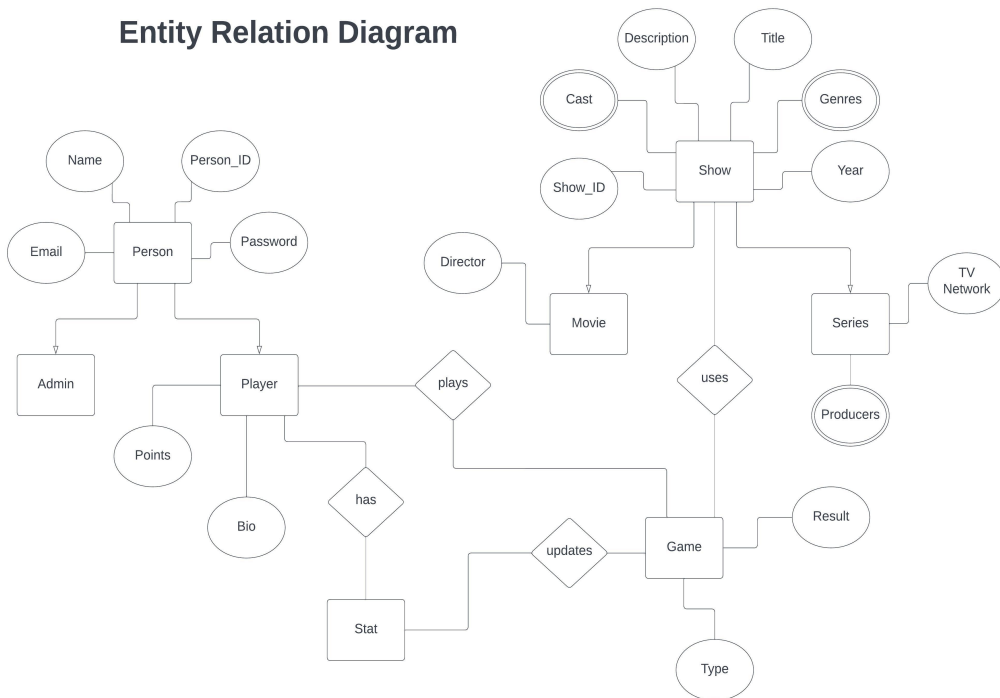 Entity Relation Diagram
Description
Title
Cast
Genres
Name
Person_ID
Show
Year
Show_ID
Email
Person
Password
Director
TV
Network
Movie
Series
Admin
Player
plays
uses
Producers
Points
has
Bio
Result
Game
updates
Stat
Type